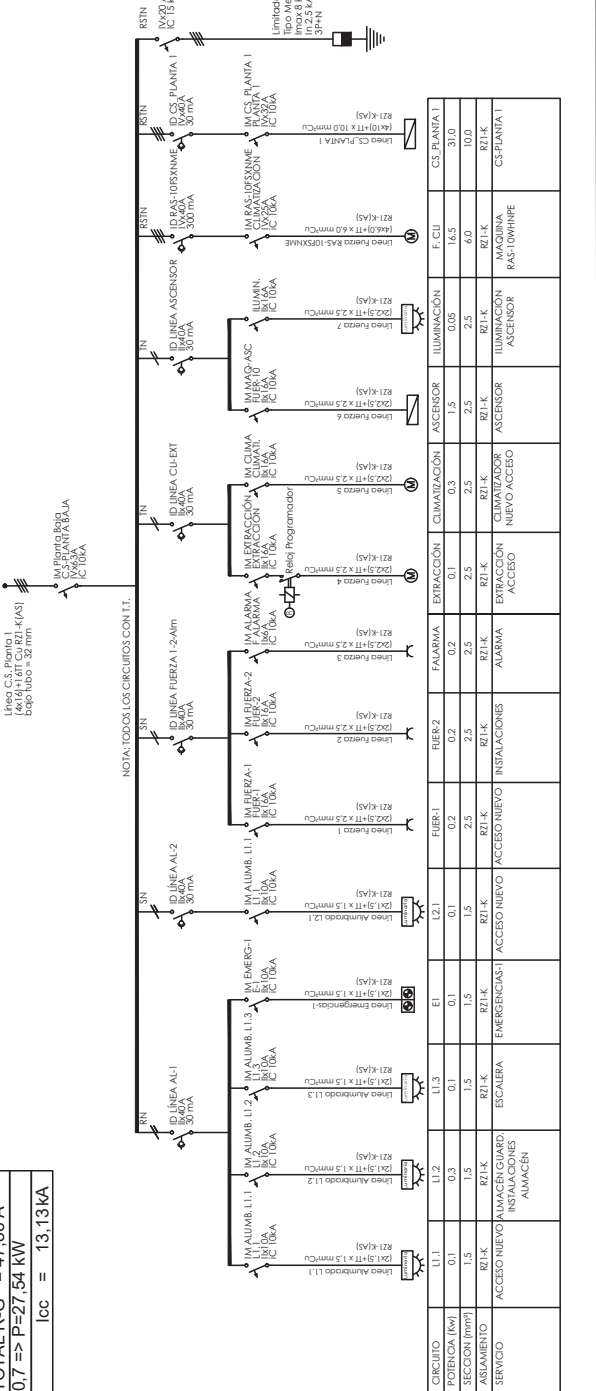 TOTAL R-G
0,7 => P=27,54 kW
Icc = 13,13kA
Línea C.S. Planta 1
(4x16)+16TT Cu RZ1-K(AS)
bajo tubo = 32 mm
IM Planta Baja
C.S-PLANTA BAJA
IVx63A
iC 10kA
NOTA: TODOS LOS CIRCUITOS CON T.T.
RN
ID LÍNEA AL-1
IIx40A
30 mA
SN
ID LÍNEA AL-2
IIx40A
30 mA
SN
ID LINEA FUERZA 1-2-Alm
IIx40A
30 mA
TN
ID LINEA CLI-EXT
IIx40A
30 mA
TN
ID LINEA ASCENSOR
IIx40A
30 mA
RSTN
ID RAS-10FSXNME
IVx40A
300 mA
RSTN
ID CS_PLANTA 1
IVx40A
30 mA
RSTN
IM ALUMB. L1.1
L1.1
IIx10A
iC 10kA
IM ALUMB. L1.2
L1.2
IIx10A
iC 10kA
IM ALUMB. L1.3
L1.3
IIx10A
iC 10kA
IM EMERG-1
E-1
IIx10A
iC 10kA
IM ALUMB. L1.1
L1.1
IIx10A
iC 10kA
IM FUERZA-1
FUER-1
IIx16A
iC 10kA
IM FUERZA-2
FUER-2
IIx16A
iC 10kA
IM ALARMA
F ALARMA
IIx6A
iC 10kA
IM EXTRACCIÓN
EXTRACCIÓN
IIx16A
iC 10kA
Reloj Programador
R
IM CLIMA
CLIMATI.
IIx16A
iC 10kA
IM MAQ-ASC
FUER-10
IIx16A
iC 10kA
ILUMIN.
IIx16A
iC 10kA
IM RAS-10FSXNME
CLIMATIZACION
IVx25A
iC 10kA
IM CS_PLANTA 1
PLANTA 1
IVx32A
iC 10kA
Línea Alumbrado L1.1
(2x1,5)+TT x 1,5 mm²Cu
RZ1-K(AS)
Línea Alumbrado L1.2
(2x1,5)+TT x 1,5 mm²Cu
RZ1-K(AS)
Línea Alumbrado L1.3
(2x1,5)+TT x 1,5 mm²Cu
RZ1-K(AS)
Línea Emergencias-1
(2x1,5)+TT x 1,5 mm²Cu
RZ1-K(AS)
Línea Alumbrado L2.1
(2x1,5)+TT x 1,5 mm²Cu
RZ1-K(AS)
Línea Fuerza 1
(2x2,5)+TT x 2,5 mm²Cu
RZ1-K(AS)
Línea Fuerza 2
(2x2,5)+TT x 2,5 mm²Cu
RZ1-K(AS)
Línea Fuerza 3
(2x2,5)+TT x 2,5 mm²Cu
RZ1-K(AS)
Línea Fuerza 4
(2x2,5)+TT x 2,5 mm²Cu
RZ1-K(AS)
Línea Fuerza 5
(2x2,5)+TT x 2,5 mm²Cu
RZ1-K(AS)
Línea Fuerza 6
(2x2,5)+TT x 2,5 mm²Cu
RZ1-K(AS)
Línea Fuerza 7
(2x2,5)+TT x 2,5 mm²Cu
RZ1-K(AS)
Línea Fuerza RAS-10FSXNME
(4x6,0)+TT x 6,0 mm²Cu
RZ1-K(AS)
Línea CS_PLANTA 1
(4x10)+TT x 10,0 mm²Cu
RZ1-K(AS)
M
M
M
CIRCUITO L1.1 L1.2 L1.3 E1 L2.1 FUER-1 FUER-2 FALARMA EXTRACCIÓN CLIMATIZACIÓN ASCENSOR ILUMINACIÓN F. CLI CS_PLANTA 1
POTENCIA (Kw) 0,1 0,3 0,1 0,1 0,1 0,2 0,2 0,2 0,1 0,3 1,5 0,05 16,5 31,0
SECCION (mm²) 1,5 1,5 1,5 1,5 1,5 2,5 2,5 2,5 2,5 2,5 2,5 2,5 6,0 10,0
AISLAMIENTO RZ1-K RZ1-K RZ1-K RZ1-K RZ1-K RZ1-K RZ1-K RZ1-K RZ1-K RZ1-K RZ1-K RZ1-K RZ1-K RZ1-K
SERVICIO
ACCESO NUEVO
ALMACÉN GUARD.
INSTALACIONES
ALMACÉN
ESCALERA
EMERGENCIAS-1
ACCESO NUEVO
ACCESO NUEVO
INSTALACIONES
ALARMA
EXTRACCIÓN
ACCESO
CLIMATIZADOR
NUEVO ACCESO
ASCENSOR
ILUMINACIÓN
ASCENSOR
MAQUINA
RAS-10WHNPE
CS-PLANTA 1